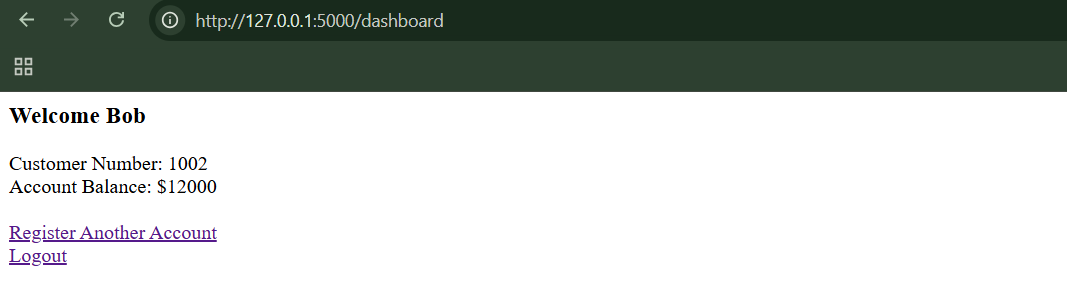 http://127.0.0.1:5000/dashboard
Welcome Bob
Customer Number: 1002
Account Balance: $12000
Register Another Account
Logout